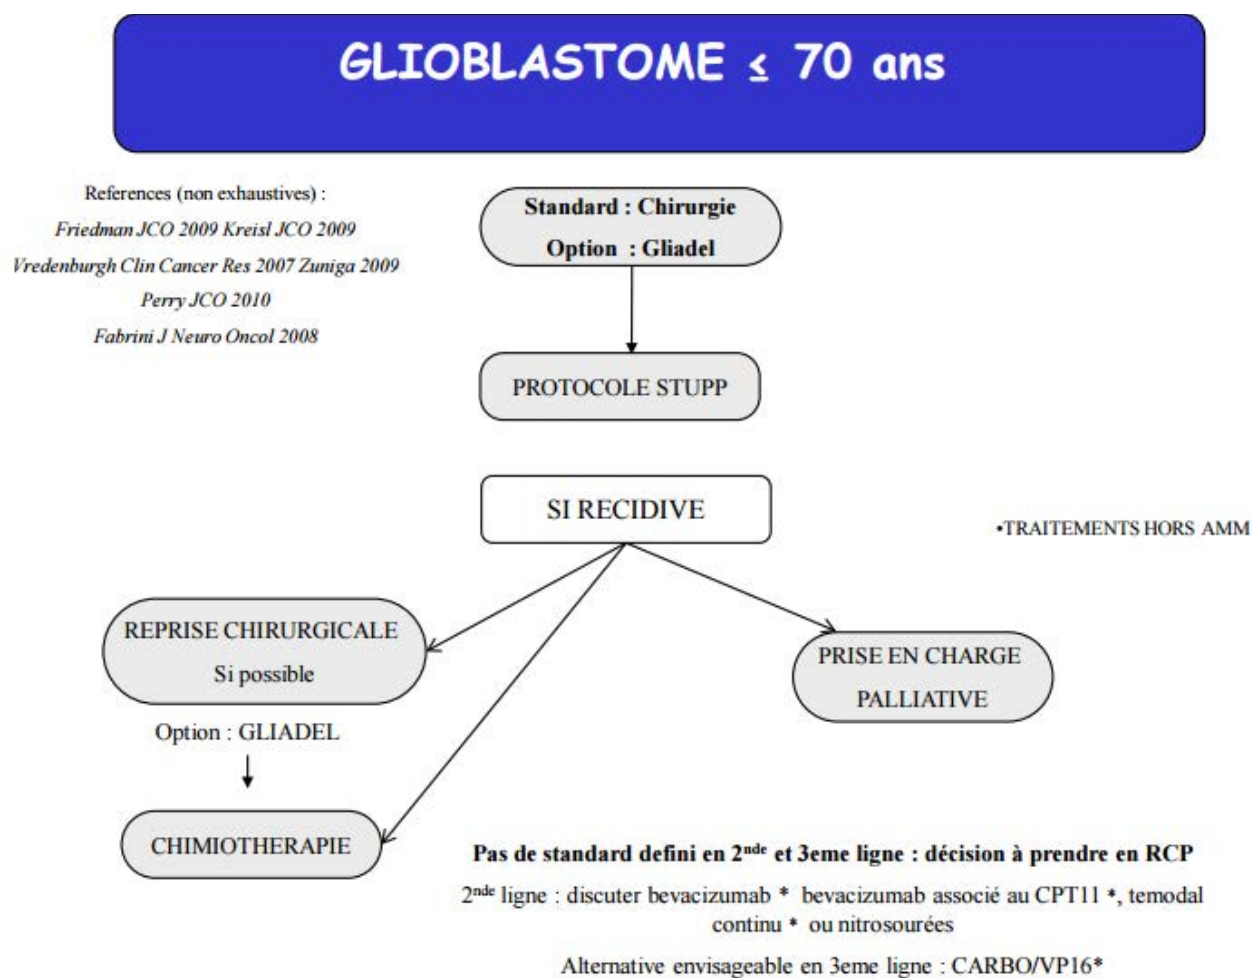 GLIOBLASTOME ≤ 70 ans
References (non exhaustives) :
Friedman JCO 2009 Kreisl JCO 2009
Vredenburgh Clin Cancer Res 2007 Zuniga 2009
Perry JCO 2010
Fabrini J Neuro Oncol 2008
Standard : Chirurgie
Option : Gliadel
PROTOCOLE STUPP
SI RECIDIVE
•TRAITEMENTS HORS AMM
REPRISE CHIRURGICALE
Si possible
PRISE EN CHARGE
PALLIATIVE
Option : GLIADEL
CHIMIOTHERAPIE
Pas de standard defini en 2nde et 3eme ligne : décision à prendre en RCP
2nde ligne : discuter bevacizumab * bevacizumab associé au CPT11 *, temodal
continu * ou nitrosourées
Alternative envisageable en 3eme ligne : CARBO/VP16*